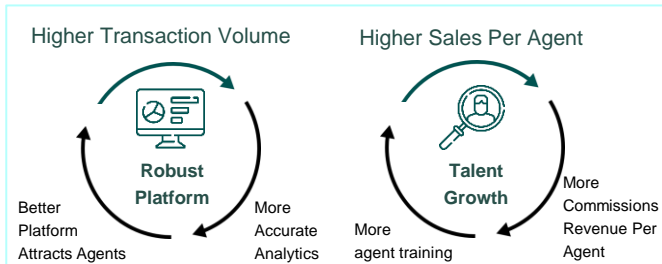 Higher Transaction Volume
Robust
Platform
Better
Platform
Attracts Agents
More
Accurate
Analytics
Higher Sales Per Agent
Talent
Growth
More
agent training
More
Commissions
Revenue Per
Agent